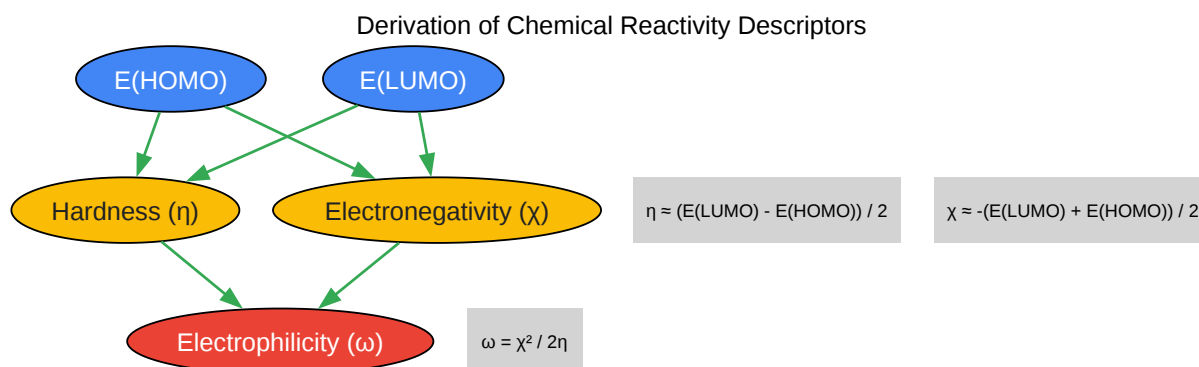 Derivation of Chemical Reactivity Descriptors
E(HOMO)
E(LUMO)
Hardness (η)
Electronegativity (χ)
η ≈ (E(LUMO) - E(HOMO)) / 2
χ ≈ -(E(LUMO) + E(HOMO)) / 2
Electrophilicity (ω)
ω = χ² / 2η